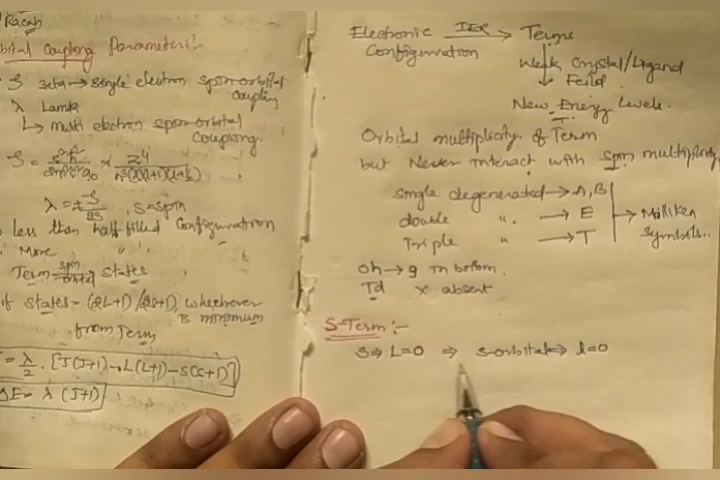 Racah
bital Coupling Parameters:-
ζ zeta → single electron spin orbital
Coupling
λ Lamda
↳ multi electron spin orbital
Coupling.
λ = ± ζ/2S , S = spin
less than half-filled Configuration
More " " .
Term spin orbital → states
if states = (2L+1)/(2S+1), whichever
is minimum
from Term
= λ/2 . [J(J+1) - L(L+1) - S(S+1)]
ΔE = λ (J+1)
Electronic Configuration IER → Terms
↓ Weak Crystal/Ligand
Feild
New Energy Levels.
Orbital multiplicity of Term
but Never interact with spin multiplicity
single degenerated → A, B
double " → E
Triple " → T
→ Milliken
symbols..
Oh → g in bottom.
Td × absent
S-Term:-
S ⇒ L=0 ⇒ s-orbital ⇒ l=0